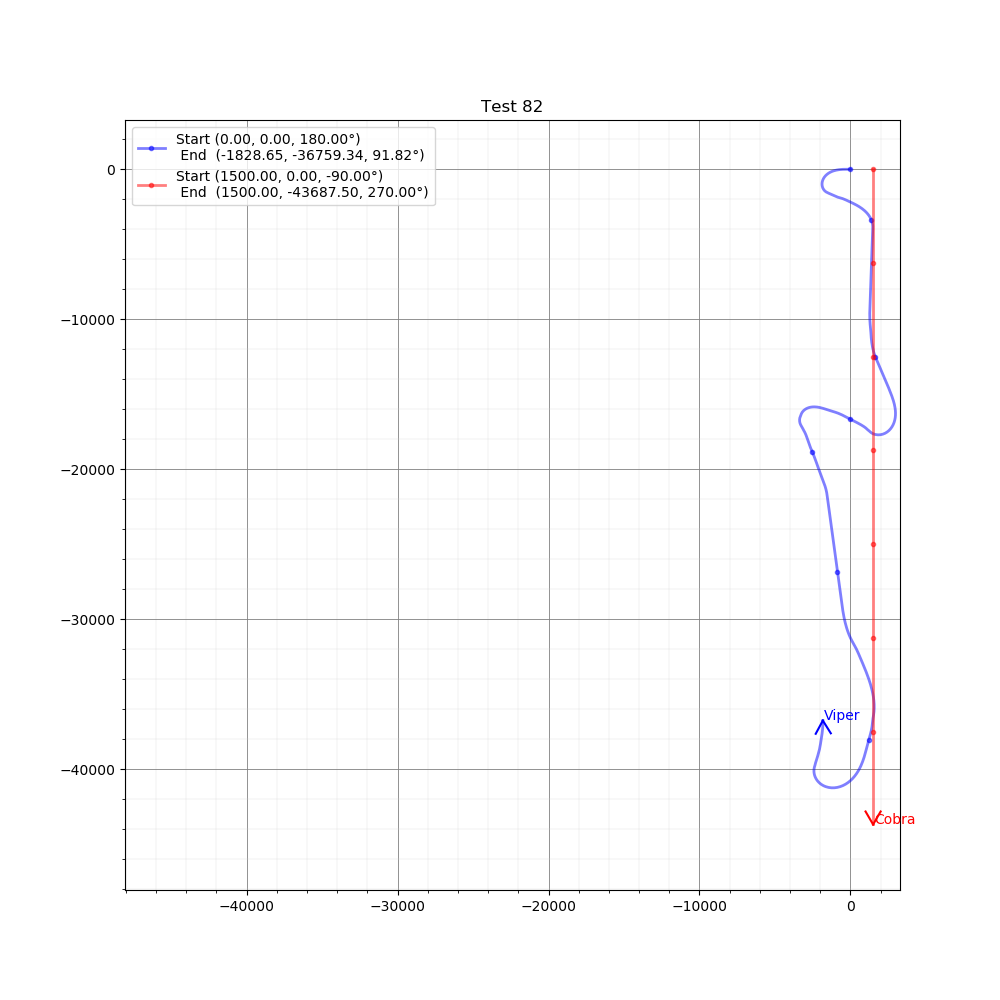 Test 82
Start (0.00, 0.00, 180.00°)
End (-1828.65, -36759.34, 91.82°)
Start (1500.00, 0.00, -90.00°)
End (1500.00, -43687.50, 270.00°)
0
−10000
−20000
−30000
−40000
Viper
Cobra
−40000
−30000
−20000
−10000
0